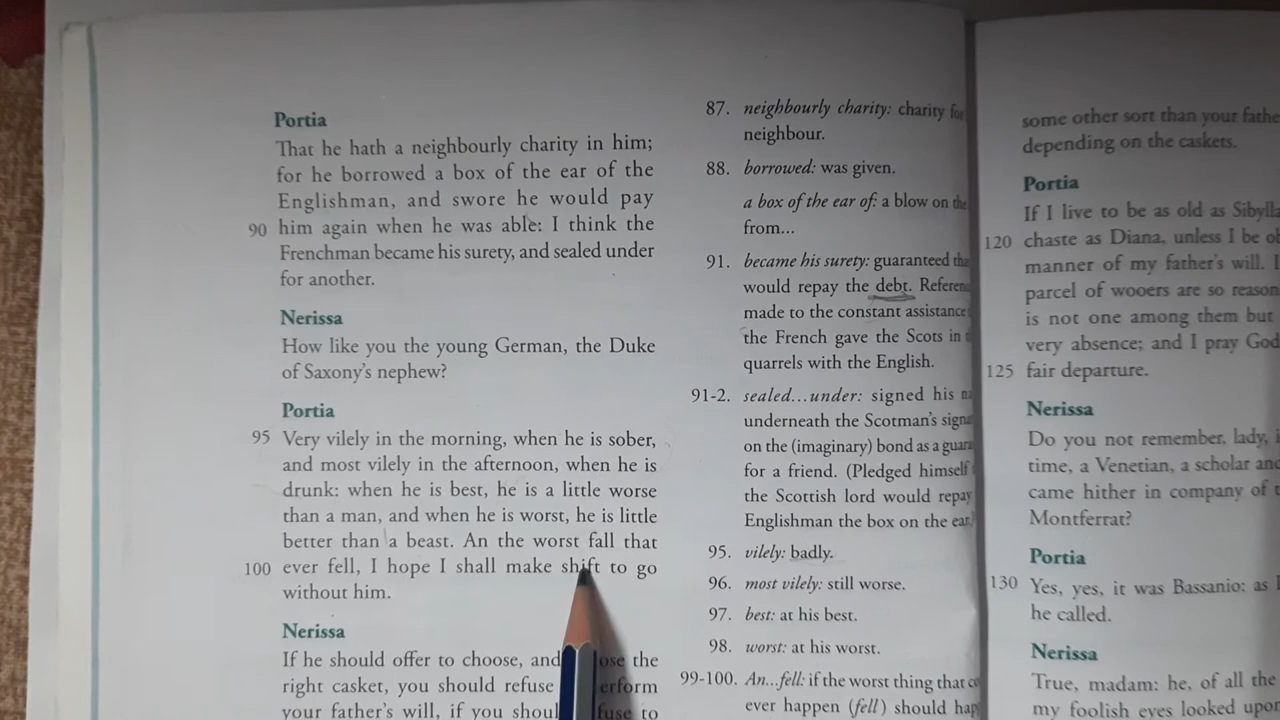 Portia
That he hath a neighbourly charity in him;
for he borrowed a box of the ear of the
Englishman, and swore he would pay
90 him again when he was able: I think the
Frenchman became his surety, and sealed under
for another.
Nerissa
How like you the young German, the Duke
of Saxony's nephew?
Portia
95 Very vilely in the morning, when he is sober,
and most vilely in the afternoon, when he is
drunk: when he is best, he is a little worse
than a man, and when he is worst, he is little
better than a beast. An the worst fall that
100 ever fell, I hope I shall make shift to go
without him.
Nerissa
If he should offer to choose, and the
right casket, you should refuse
your father's will, if you to
87. neighbourly charity: charity
neighbour.
88. borrowed: was given.
a box of the ear of: a blow on the
from...
91. became his surety: guaranteed
would repay the debt.
made to the constant assistance
the French gave the Scots in
quarrels with the English.
91-2. sealed...under: signed his
underneath the Scotman's
on the (imaginary) bond as a
for a friend. (Pledged himself
the Scottish lord would repay
Englishman the box on the ear.
95. vilely: badly.
96. most vilely: still worse.
97. best: at his best.
98. worst: at his worst.
99-100. An...fell: if the worst thing that
ever happen (fell) should
some other sort than your
depending on the caskets.
Portia
If I live to be as old as
120 chaste as Diana, unless I be
manner of my father's will. I
parcel of wooers are so
is not one among them but
very absence; and I pray God
125 fair departure.
Nerissa
Do you not remember, lady,
time, a Venetian, a scholar
came hither in company of
Montferrat?
Portia
130 Yes, yes, it was Bassanio: as
he called.
Nerissa
True, madam: he, of all the
my foolish eyes looked